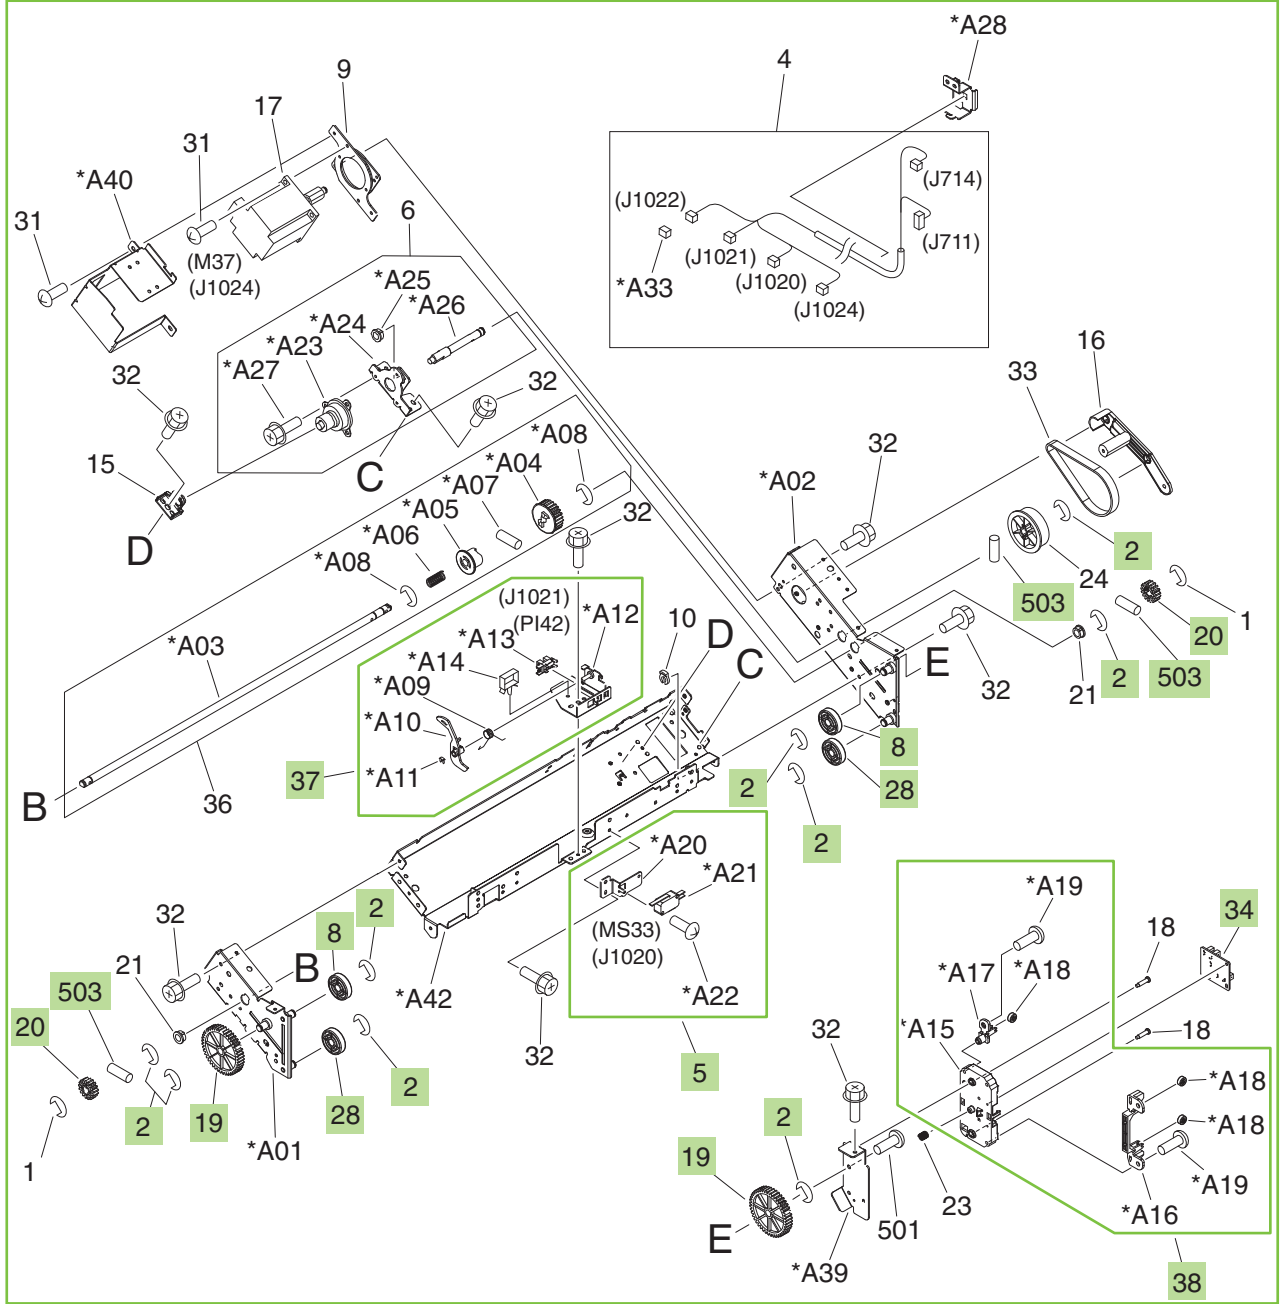 *A28
4
9
17
31
*A40
6
31
(M37)
(J1024)
(J1022)
(J714)
(J1021)
(J711)
(J1020)
*A33
(J1024)
*A25
*A26
*A24
*A23
*A27
32
32
16
33
15
C
D
*A08
*A04
*A07
*A05
*A06
*A08
32
*A02
32
2
24
503
1
20
503
2
21
E
32
*A03
(J1021)
(PI42)
*A12
*A13
*A14
*A09
*A10
*A11
10
D
C
37
B
36
8
28
2
2
*A20
*A21
(MS33)
(J1020)
*A22
5
32
*A42
32
B
8
2
21
503
20
2
19
28
2
*A01
1
*A19
34
18
*A17
*A18
*A15
18
*A18
*A18
*A19
*A16
38
32
2
19
23
501
E
*A39